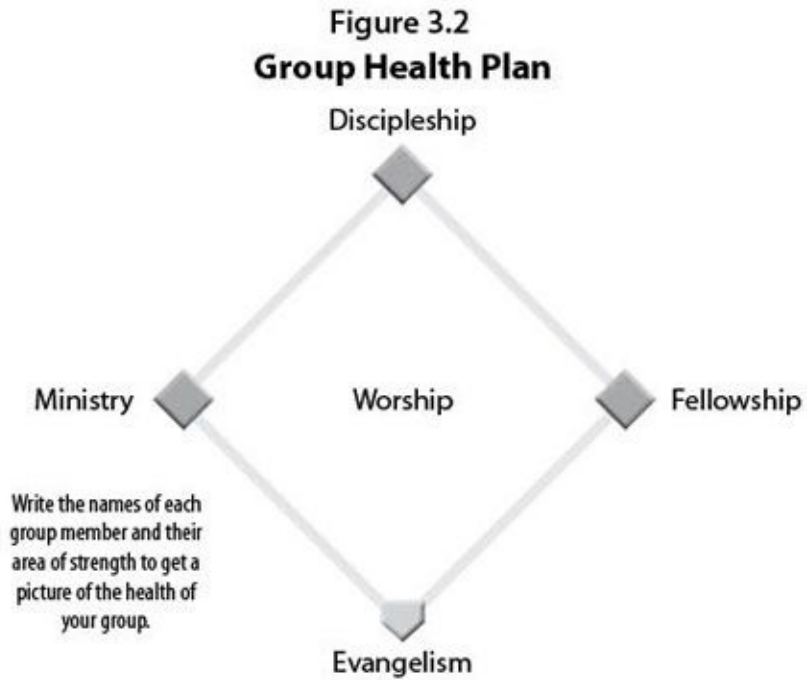 Figure 3.2
Group Health Plan
Discipleship
Ministry
Worship
Fellowship
Write the names of each
group member and their
area of strength to get a
picture of the health of
your group.
Evangelism